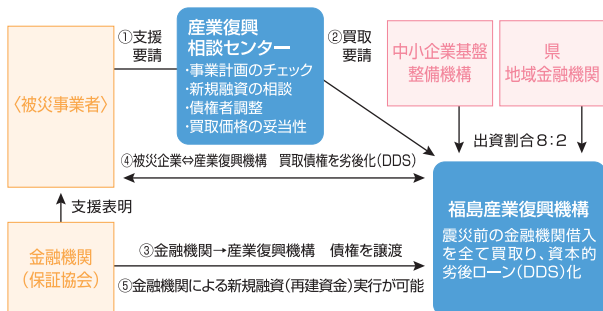 ①支援
要請
産業復興
相談センター
・事業計画のチェック
・新規融資の相談
・債権者調整
・買取価格の妥当性
②買取
要請
中小企業基盤
整備機構
県
地域金融機関
〈被災事業者〉
出資割合8:2
④被災企業⇔産業復興機構 買取債権を劣後化(DDS)
支援表明
福島産業復興機構
震災前の金融機関借入
を全て買取り、資本的
劣後ローン(DDS)化
金融機関
(保証協会)
③金融機関→産業復興機構 債権を譲渡
⑤金融機関による新規融資(再建資金)実行が可能